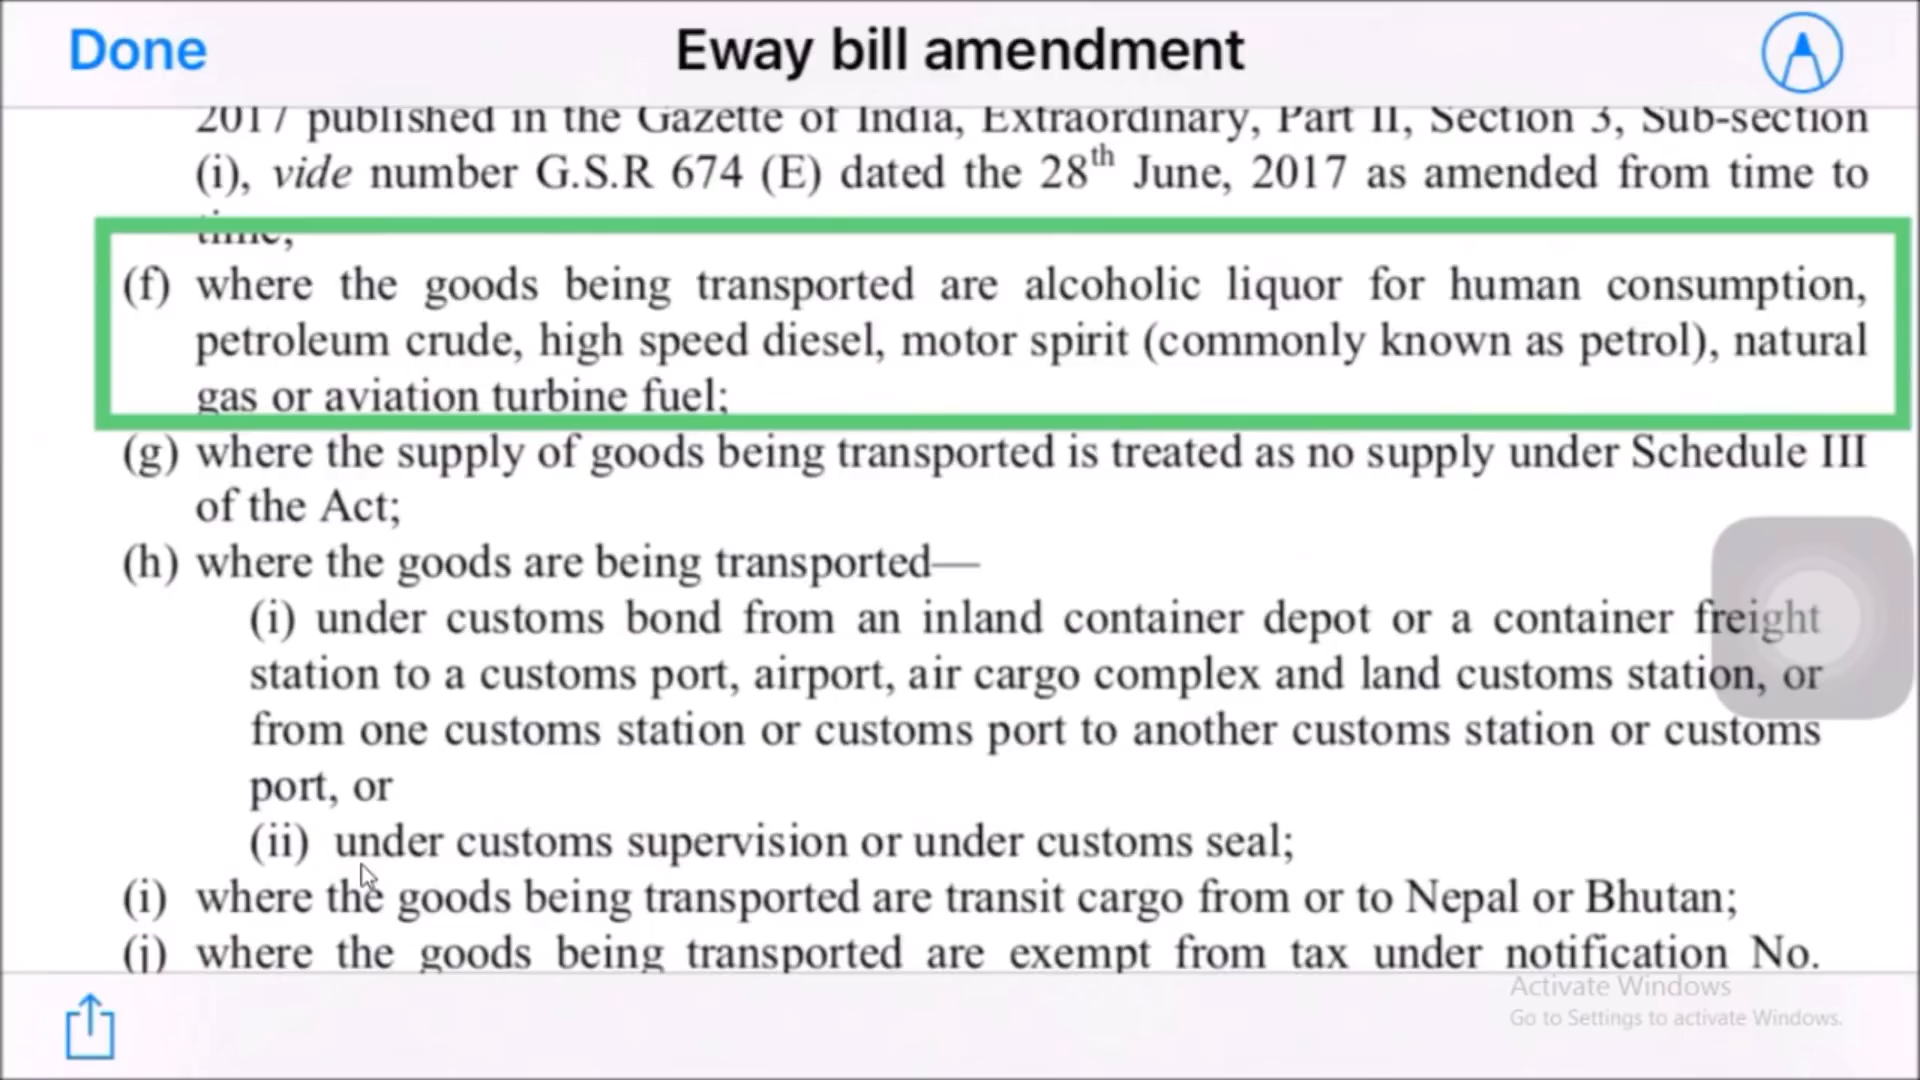 Done
Eway bill amendment
2017 published in the Gazette of India, Extraordinary, Part II, Section 3, Sub-section
(i), vide number G.S.R 674 (E) dated the 28th June, 2017 as amended from time to
time;
(f) where the goods being transported are alcoholic liquor for human consumption,
petroleum crude, high speed diesel, motor spirit (commonly known as petrol), natural
gas or aviation turbine fuel;
(g) where the supply of goods being transported is treated as no supply under Schedule III
of the Act;
(h) where the goods are being transported—
(i) under customs bond from an inland container depot or a container freight
station to a customs port, airport, air cargo complex and land customs station, or
from one customs station or customs port to another customs station or customs
port, or
(ii) under customs supervision or under customs seal;
(i) where the goods being transported are transit cargo from or to Nepal or Bhutan;
(j) where the goods being transported are exempt from tax under notification No.
Activate Windows
Go to Settings to activate Windows.